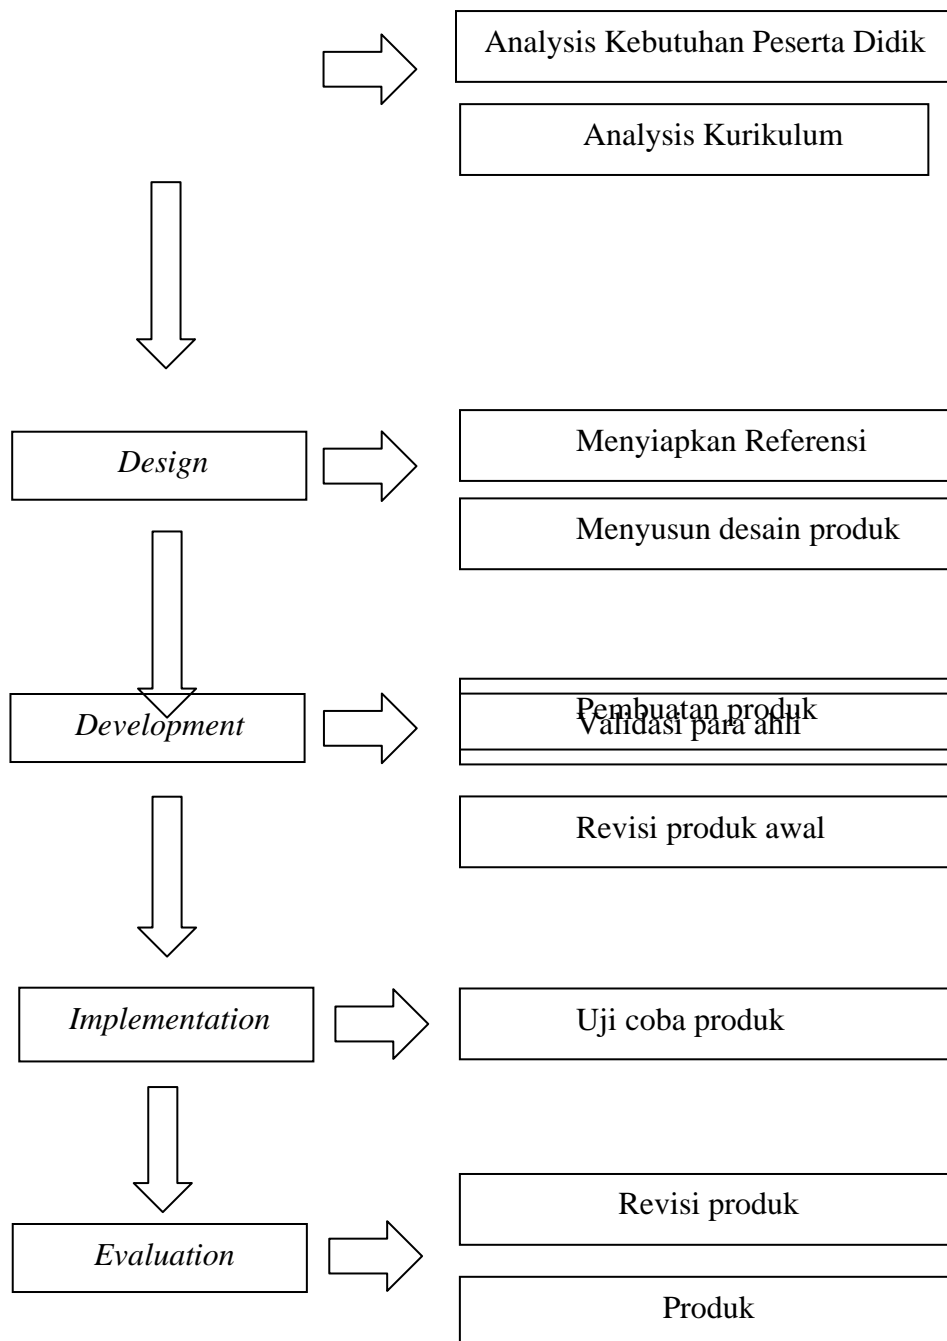 Analysis Kebutuhan Peserta Didik
Analysis Kurikulum
Design
Menyiapkan Referensi
Menyusun desain produk
Development
Pembuatan produk
Validasi para ahli
Revisi produk awal
Implementation
Uji coba produk
Revisi produk
Evaluation
Produk